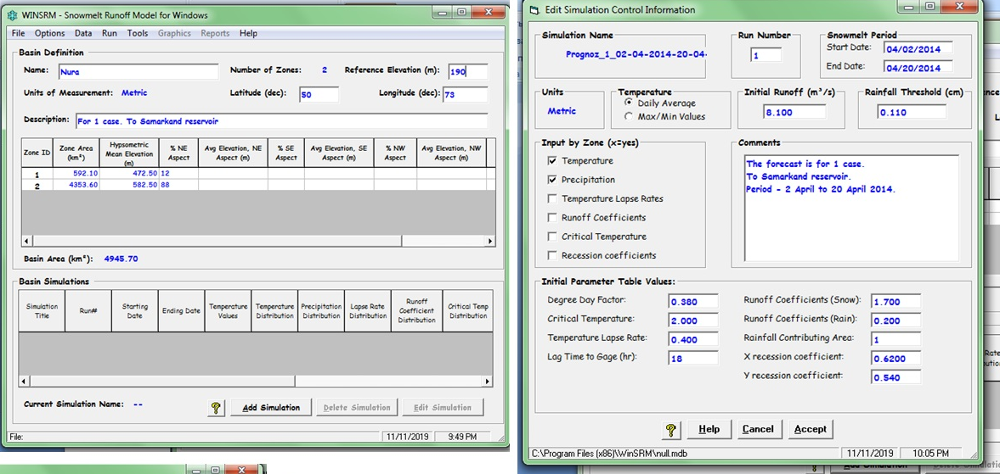 WINSRM - Snowmelt Runoff Model for Windows
File Options Data Run Tools Graphics Reports Help
Basin Definition
Name: Nura Number of Zones: 2 Reference Elevation (m): 190
Units of Measurement: Metric Latitude (dec): 50 Longitude (dec): 73
Description: For 1 case. To Samarkand reservoir
Zone ID Zone Area (km²) Hypsometric Mean Elevation (m) % NE Aspect Avg Elevation, NE Aspect (m) % SE Aspect Avg Elevation, SE Aspect (m) % NW Aspect Avg Elevation, NW Aspect (m)
1 592.10 472.50 12
2 4353.60 582.50 88
Basin Area (km²): 4945.70
Basin Simulations
Simulation Title Run# Starting Date Ending Date Temperature Values Temperature Distribution Precipitation Distribution Lapse Rate Distribution Runoff Coefficient Distribution Critical Temp Distribution
Current Simulation Name: -- ? Add Simulation Delete Simulation Edit Simulation
File: 11/11/2019 9:49 PM
Edit Simulation Control Information
Simulation Name Run Number Snowmelt Period
Prognoz_1_02-04-2014-20-04- 1 Start Date: 04/02/2014
End Date: 04/20/2014
Units Temperature Initial Runoff (m³/s) Rainfall Threshold (cm)
Metric Daily Average 8.100 0.110
Max/Min Values
Input by Zone (x=yes) Comments
Temperature
Precipitation
Temperature Lapse Rates
Runoff Coefficients
Critical Temperature
Recession coefficients
The forecast is for 1 case.
To Samarkand reservoir.
Period - 2 April to 20 April 2014.
Initial Parameter Table Values:
Degree Day Factor: 0.380 Runoff Coefficients (Snow): 1.700
Critical Temperature: 2.000 Runoff Coefficients (Rain): 0.200
Temperature Lapse Rate: 0.400 Rainfall Contributing Area: 1
Lag Time to Gage (hr): 18 X recession coefficient: 0.6200
Y recession coefficient: 0.540
? Help Cancel Accept
C:\Program Files (x86)\WinSRM\null.mdb 11/11/2019 10:05 PM